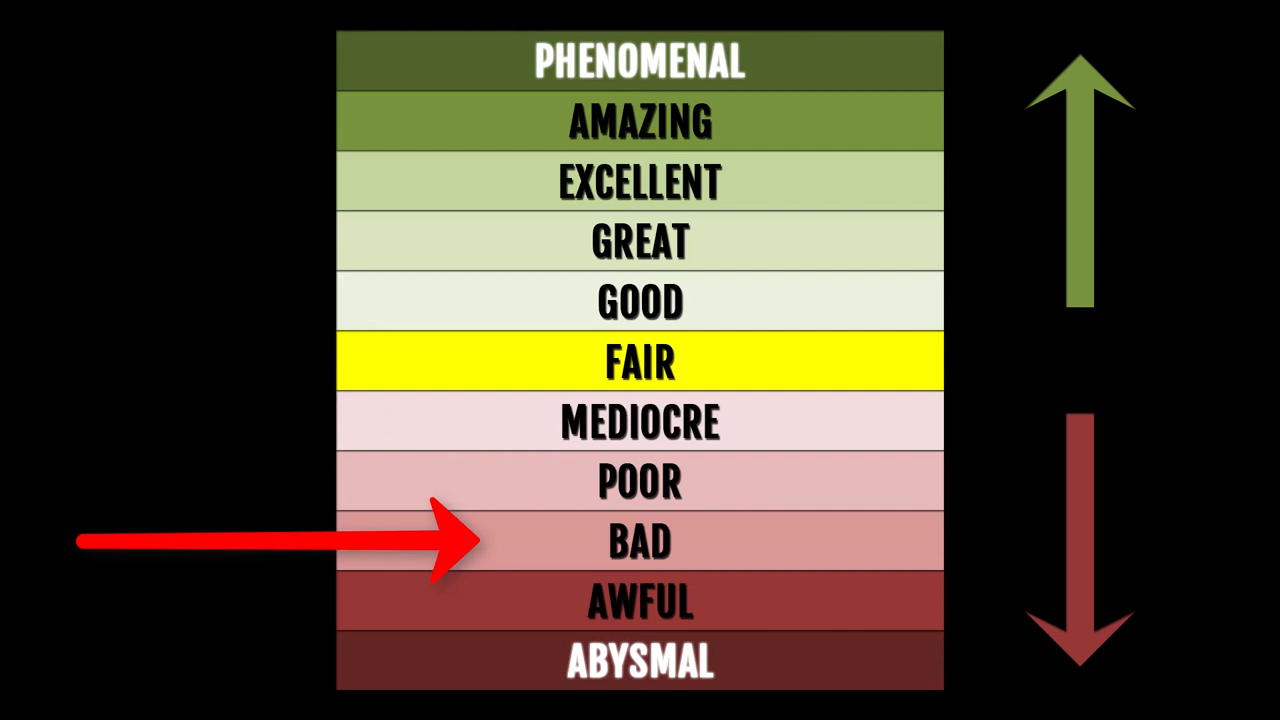 PHENOMENAL
AMAZING
EXCELLENT
GREAT
GOOD
FAIR
MEDIOCRE
POOR
BAD
AWFUL
ABYSMAL